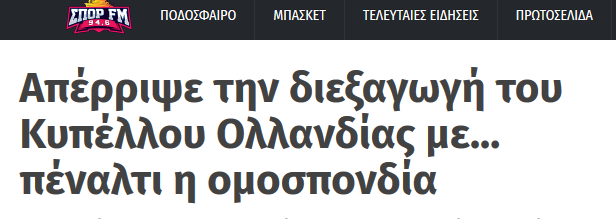 ΣΠΟΡ FM
94.6
ΠΟΔΟΣΦΑΙΡΟ ΜΠΑΣΚΕΤ ΤΕΛΕΥΤΑΙΕΣ ΕΙΔΗΣΕΙΣ ΠΡΩΤΟΣΕΛΙΔΑ
Απέρριψε την διεξαγωγή του
Κυπέλλου Ολλανδίας με...
πέναλτι η ομοσπονδία